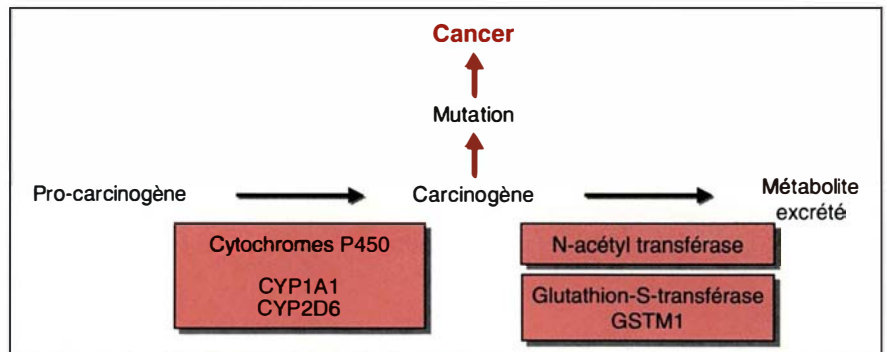 Cancer
Mutation
Pro-carcinogène
Carcinogène
Métabolite
excrété
Cytochromes P450
CYP1A1
CYP2D6
N-acétyl transférase
Glutathion-S-transférase
GSTM1